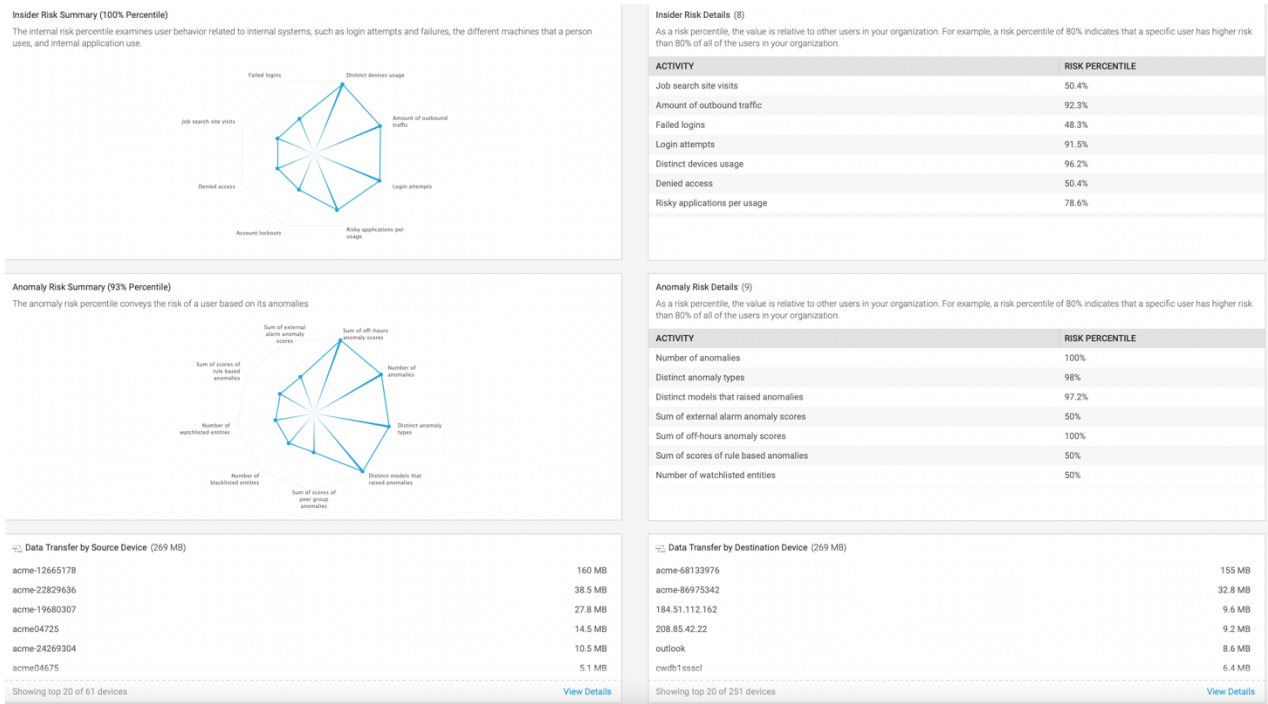 Insider Risk Summary (100% Percentile)
The internal risk percentile examines user behavior related to internal systems, such as login attempts and failures, the different machines that a person
uses, and internal application use.
Failed logins
Distinct devices usage
Job search site visits
Amount of outbound
traffic
Denied access
Login attempts
Account lockouts
Risky applications per
usage
Insider Risk Details (8)
As a risk percentile, the value is relative to other users in your organization. For example, a risk percentile of 80% indicates that a specific user has higher risk
than 80% of all of the users in your organization.
ACTIVITY RISK PERCENTILE
Job search site visits 50.4%
Amount of outbound traffic 92.3%
Failed logins 48.3%
Login attempts 91.5%
Distinct devices usage 96.2%
Denied access 50.4%
Risky applications per usage 78.6%
Anomaly Risk Summary (93% Percentile)
The anomaly risk percentile conveys the risk of a user based on its anomalies
Sum of external
alarm anomaly
scores
Sum of off-hours
anomaly scores
Sum of scores of
rule based
anomalies
Number of
anomalies
Number of
watchlisted entities
Distinct anomaly
types
Number of
blacklisted entities
Distinct models that
raised anomalies
Sum of scores of
peer group
anomalies
Anomaly Risk Details (9)
As a risk percentile, the value is relative to other users in your organization. For example, a risk percentile of 80% indicates that a specific user has higher risk
than 80% of all of the users in your organization.
ACTIVITY RISK PERCENTILE
Number of anomalies 100%
Distinct anomaly types 98%
Distinct models that raised anomalies 97.2%
Sum of external alarm anomaly scores 50%
Sum of off-hours anomaly scores 100%
Sum of scores of rule based anomalies 50%
Number of watchlisted entities 50%
Data Transfer by Source Device (269 MB)
acme-12665178 160 MB
acme-22829636 38.5 MB
acme-19680307 27.8 MB
acme04725 14.5 MB
acme-24269304 10.5 MB
acme04675 5.1 MB
Showing top 20 of 61 devices View Details
Data Transfer by Destination Device (269 MB)
acme-68133976 155 MB
acme-86975342 32.8 MB
184.51.112.162 9.6 MB
208.85.42.22 9.2 MB
outlook 8.6 MB
cwdb1ssscl 6.4 MB
Showing top 20 of 251 devices View Details